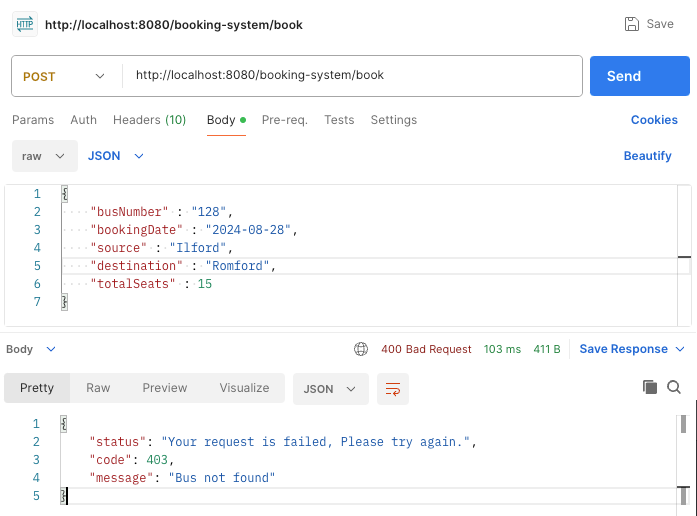 HTTP http://localhost:8080/booking-system/book Save
POST http://localhost:8080/booking-system/book Send
Params Auth Headers (10) Body Pre-req. Tests Settings Cookies
raw JSON Beautify
1 {
2 "busNumber" : "128",
3 "bookingDate" : "2024-08-28",
4 "source" : "Ilford",
5 "destination" : "Romford",
6 "totalSeats" : 15
7 }
Body 400 Bad Request 103 ms 411 B Save Response
Pretty Raw Preview Visualize JSON
1 {
2 "status": "Your request is failed, Please try again.",
3 "code": 403,
4 "message": "Bus not found"
5 }